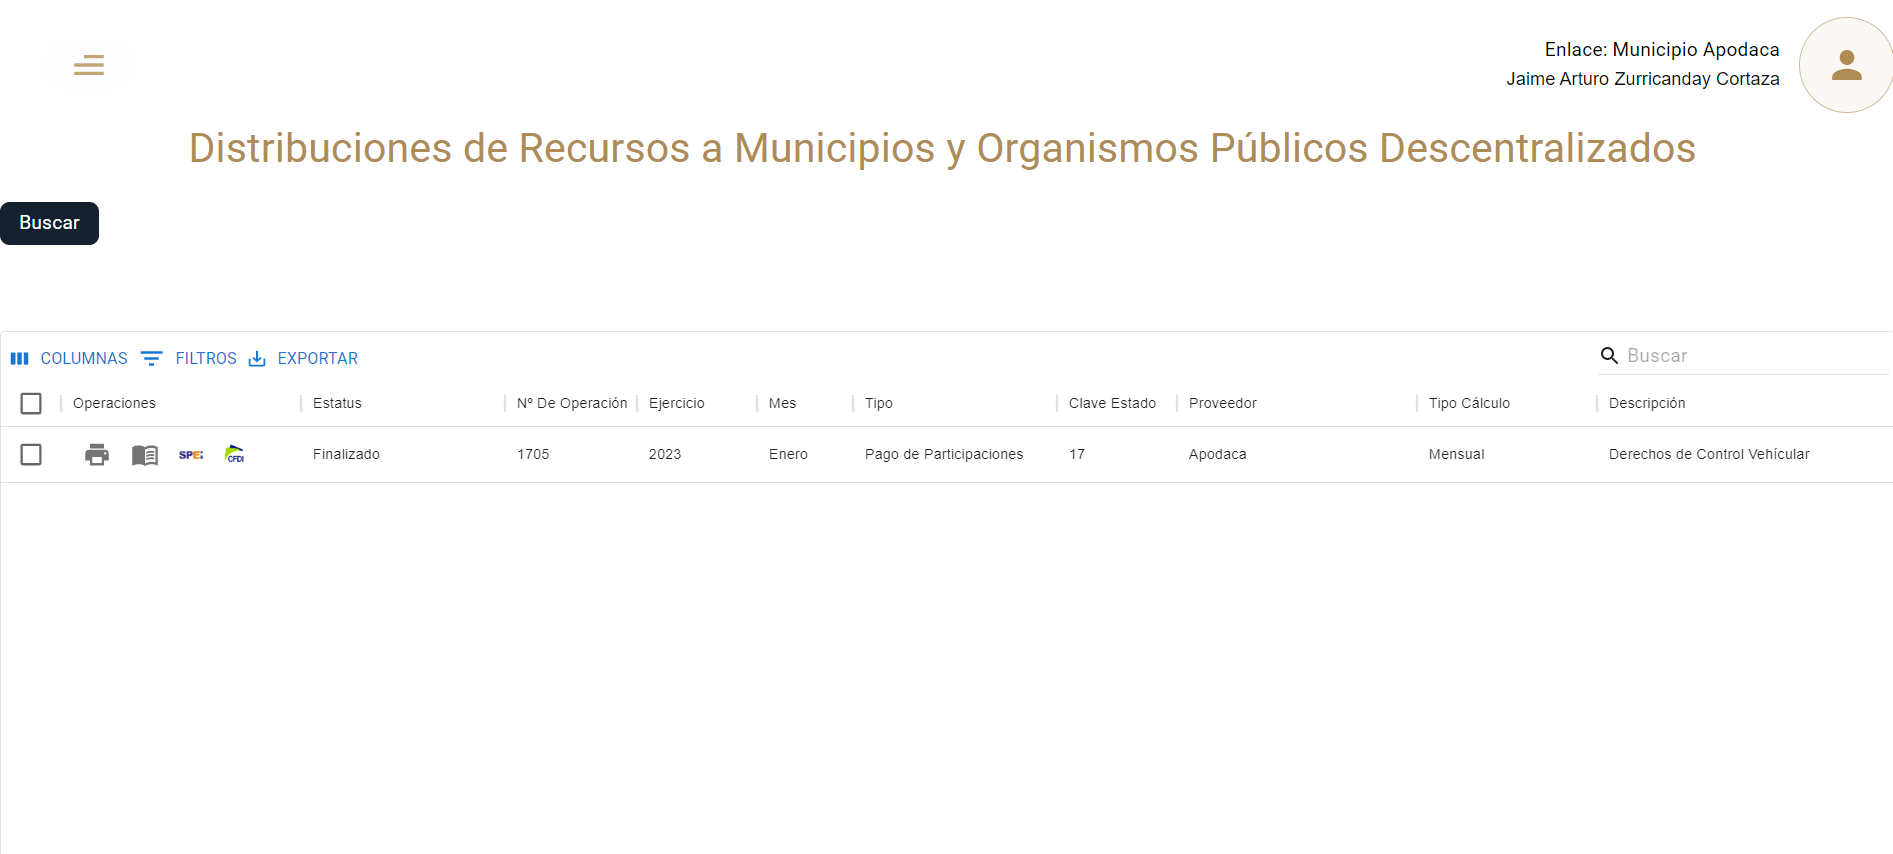 Enlace: Municipio Apodaca
Jaime Arturo Zurricanday Cortaza
Distribuciones de Recursos a Municipios y Organismos Públicos Descentralizados
Buscar
COLUMNAS FILTROS EXPORTAR Buscar
Operaciones Estatus Nº De Operación Ejercicio Mes Tipo Clave Estado Proveedor Tipo Cálculo Descripción
SPEi CFDI Finalizado 1705 2023 Enero Pago de Participaciones 17 Apodaca Mensual Derechos de Control Vehícular